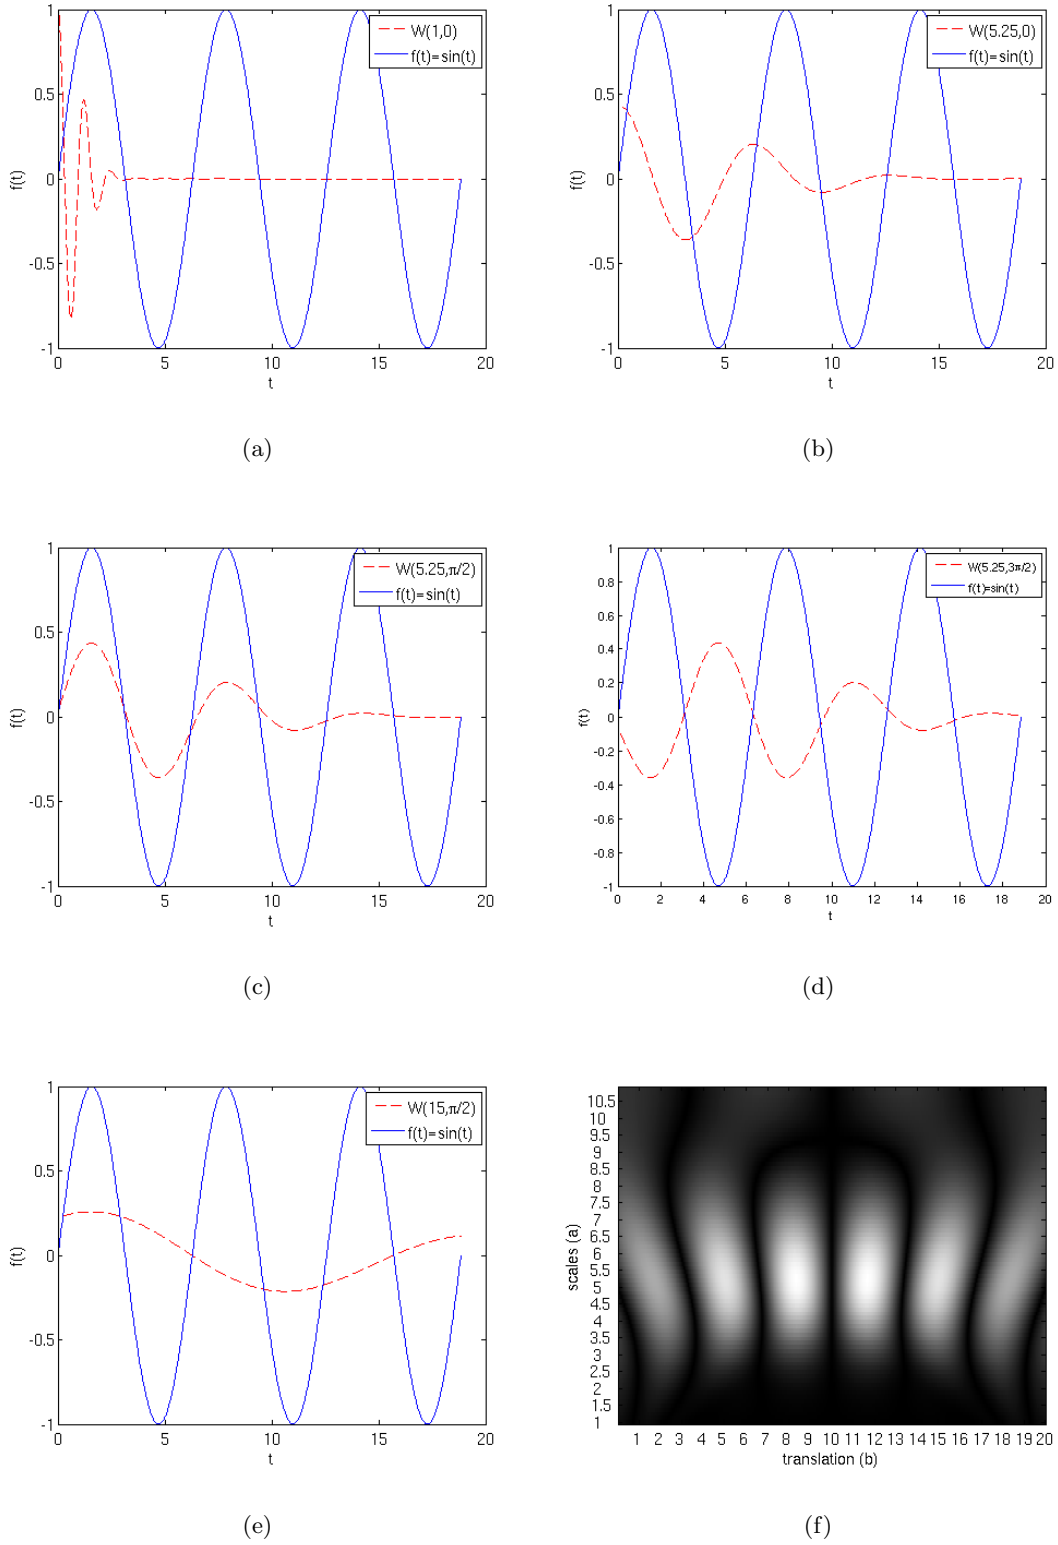 1
0.5
0
-0.5
-1
f(t)
W(1,0)
f(t)=sin(t)
0 5 10 15 20
t
(a)
1
0.5
0
-0.5
-1
f(t)
W(5.25,0)
f(t)=sin(t)
0 5 10 15 20
t
(b)
1
0.5
0
-0.5
-1
f(t)
W(5.25,π/2)
f(t)=sin(t)
0 5 10 15 20
t
(c)
1
0.8
0.6
0.4
0.2
0
-0.2
-0.4
-0.6
-0.8
-1
f(t)
W(5.25,3π/2)
f(t)=sin(t)
0 2 4 6 8 10 12 14 16 18 20
t
(d)
1
0.5
0
-0.5
-1
f(t)
W(15,π/2)
f(t)=sin(t)
0 5 10 15 20
t
(e)
10.5
10
9.5
9
8.5
8
7.5
7
6.5
6
5.5
5
4.5
4
3.5
3
2.5
2
1.5
1
scales (a)
1 2 3 4 5 6 7 8 9 10 11 12 13 14 15 16 17 18 19 20
translation (b)
(f)